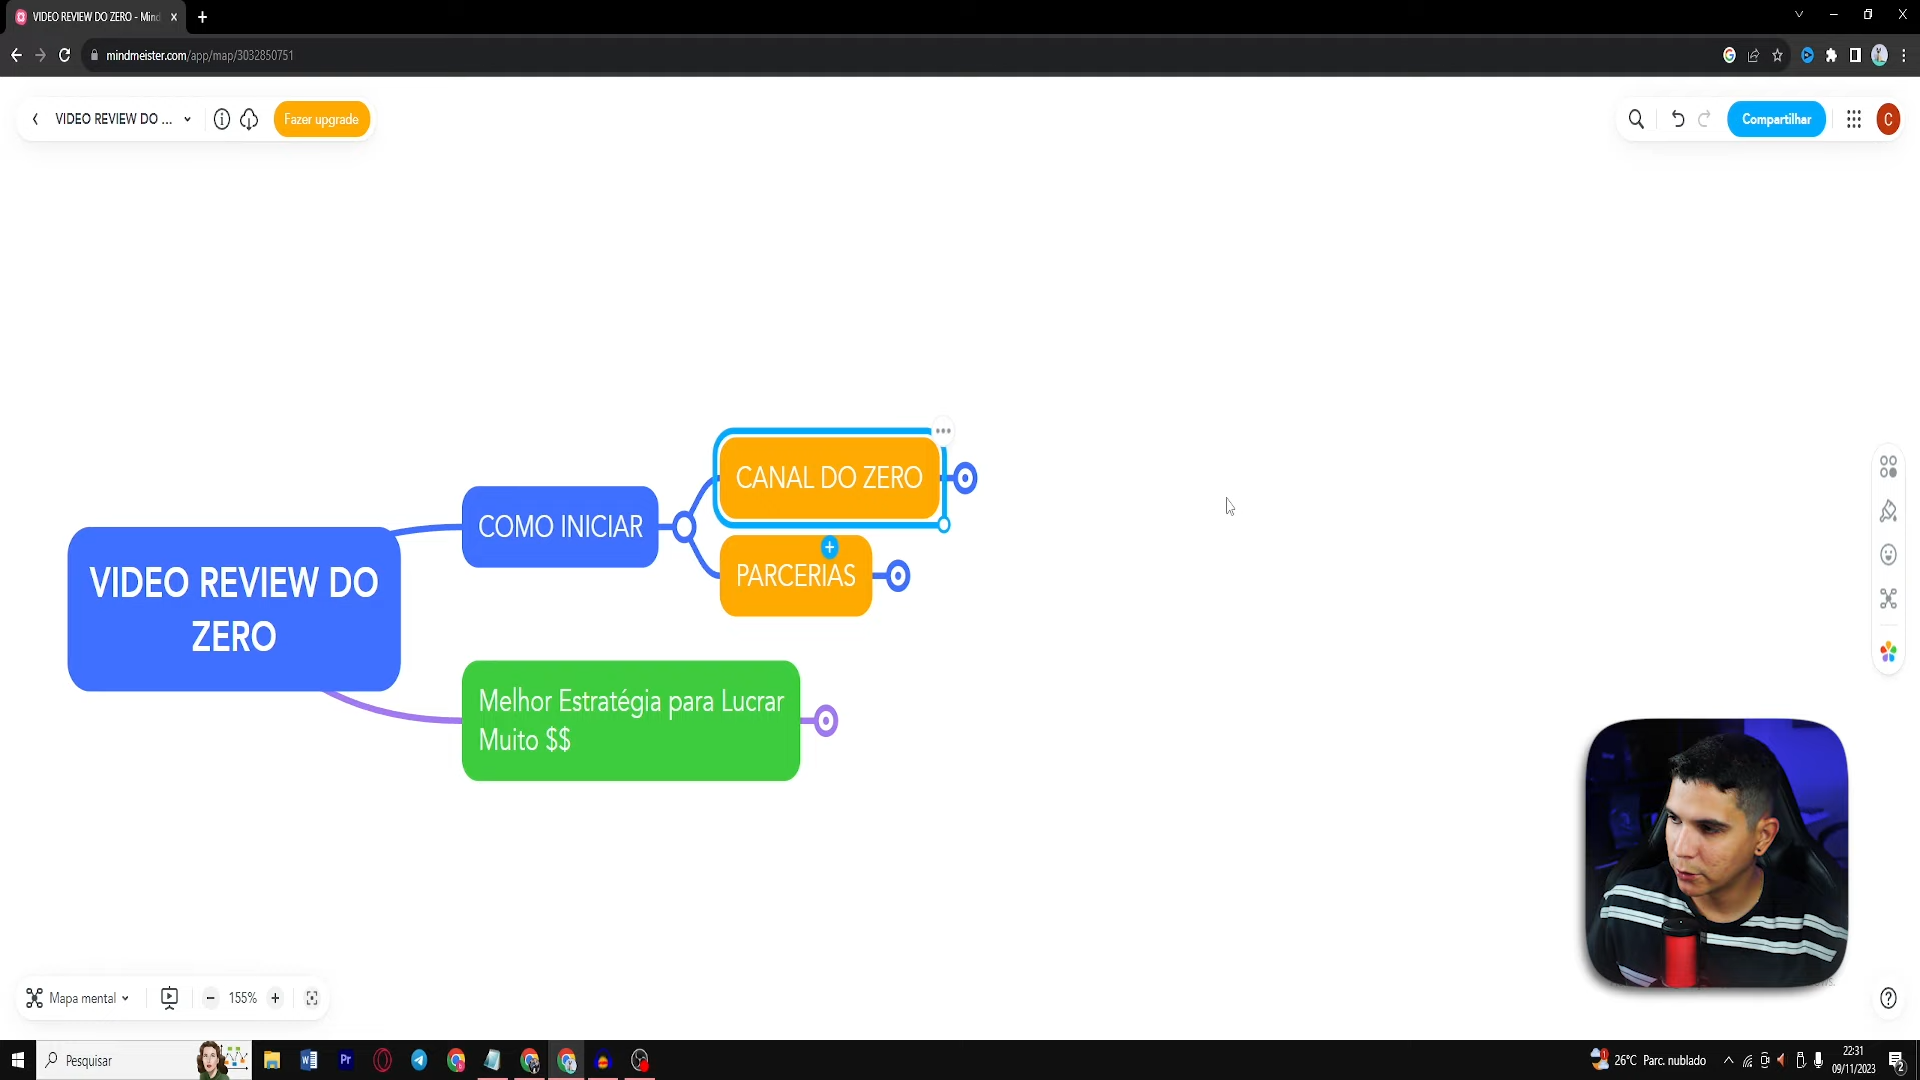 VIDEO REVIEW DO ZERO - Mind
mindmeister.com/app/map/3032850751
VIDEO REVIEW DO ...
Fazer upgrade
Compartilhar
C
CANAL DO ZERO
COMO INICIAR
PARCERIAS
VIDEO REVIEW DO
ZERO
Melhor Estratégia para Lucrar
Muito $$
Mapa mental
155%
Pesquisar
26°C Parc. nublado
22:31
09/11/2023